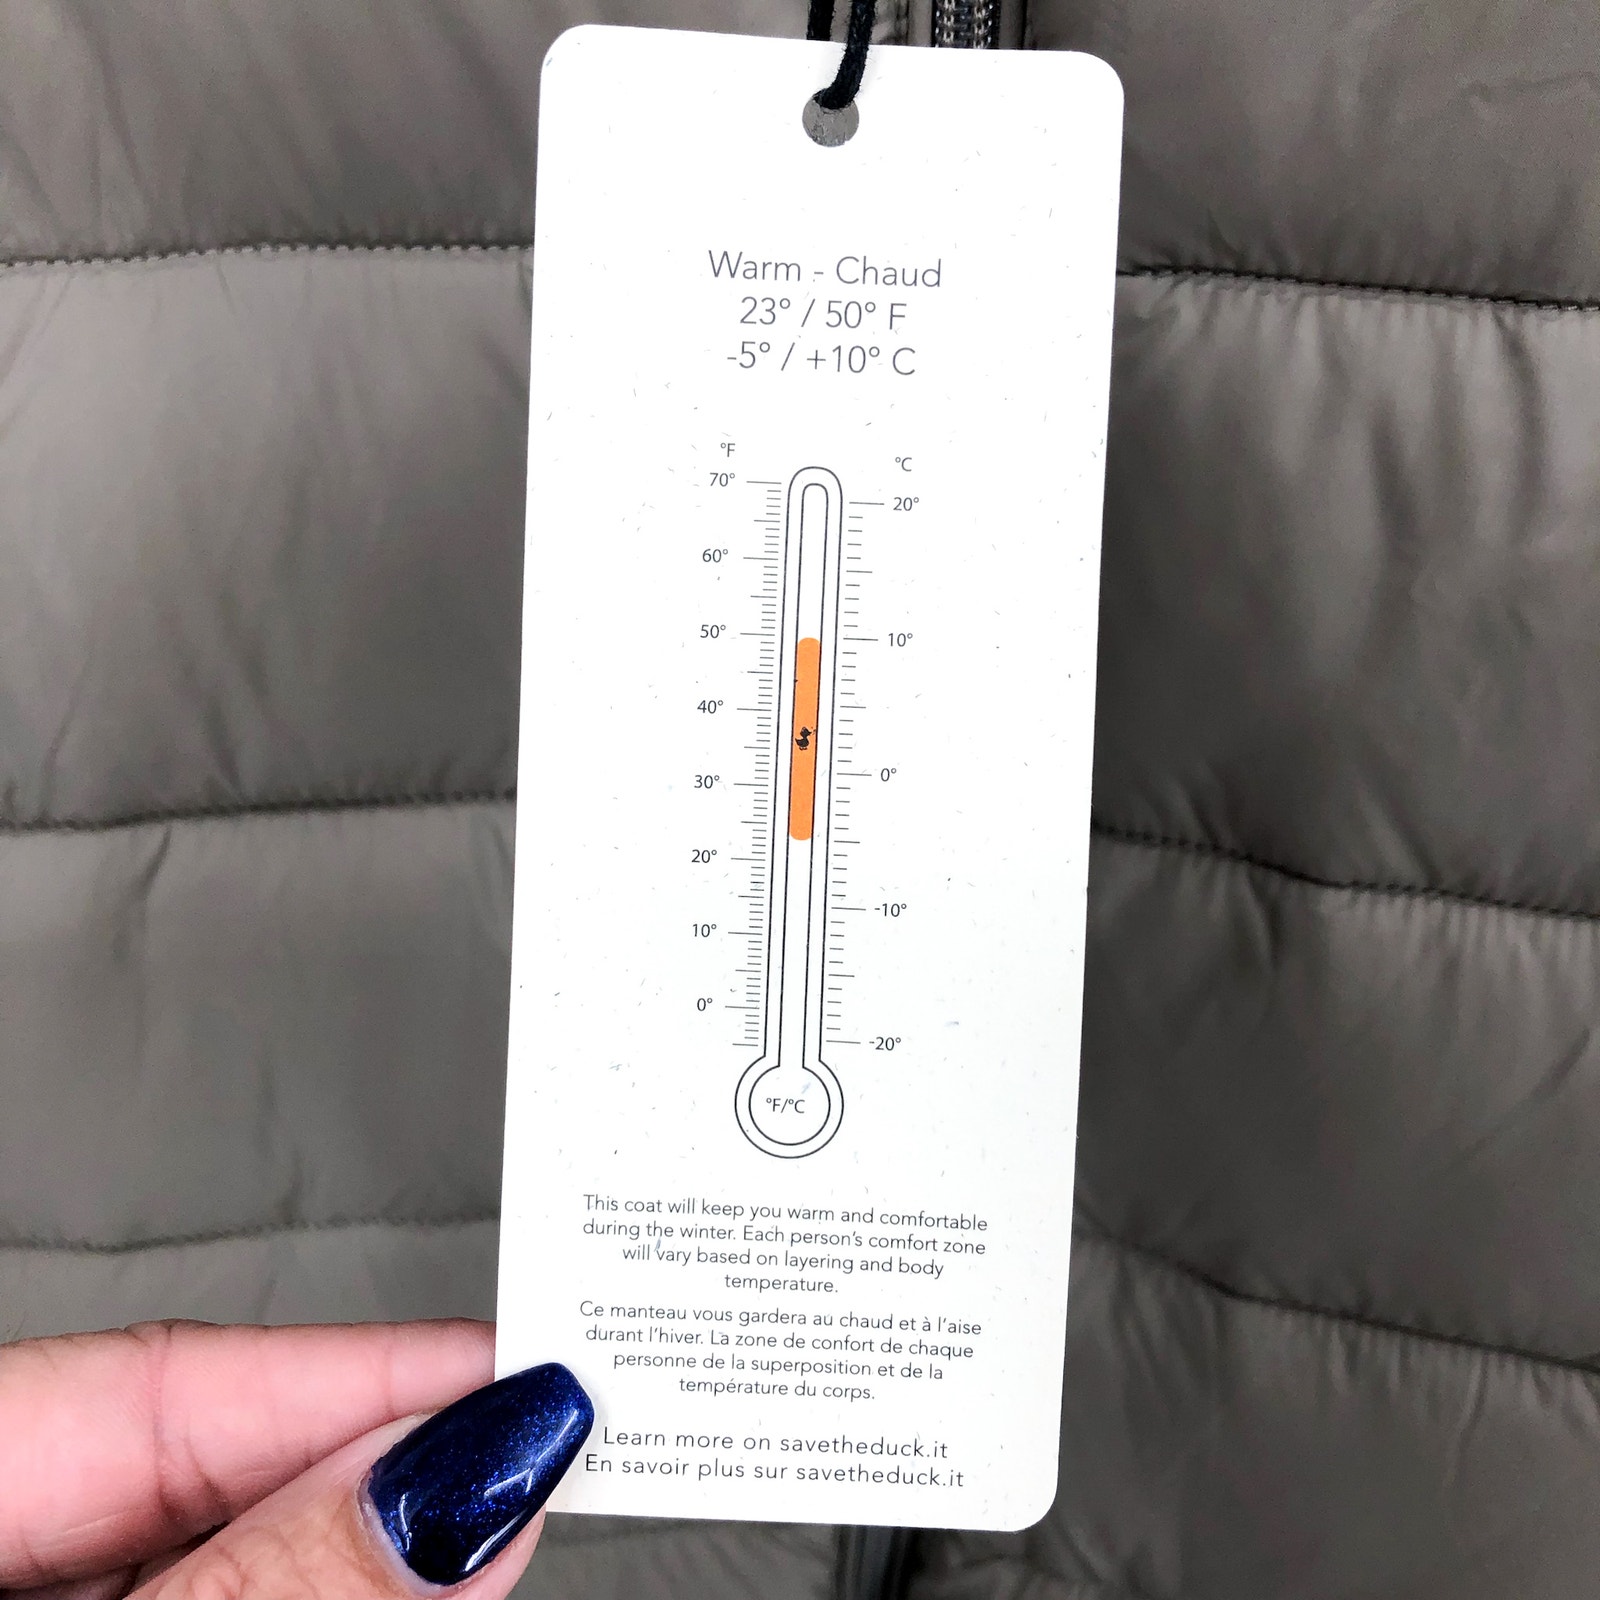 Warm - Chaud
23° / 50° F
-5° / +10° C
°F
°C
70°
20°
60°
50°
10°
40°
30°
0°
20°
-10°
10°
0°
-20°
°F/°C
This coat will keep you warm and comfortable
during the winter. Each person's comfort zone
will vary based on layering and body
temperature.
Ce manteau vous gardera au chaud et à l'aise
durant l'hiver. La zone de confort de chaque
personne de la superposition et de la
température du corps.
Learn more on savetheduck.it
En savoir plus sur savetheduck.it